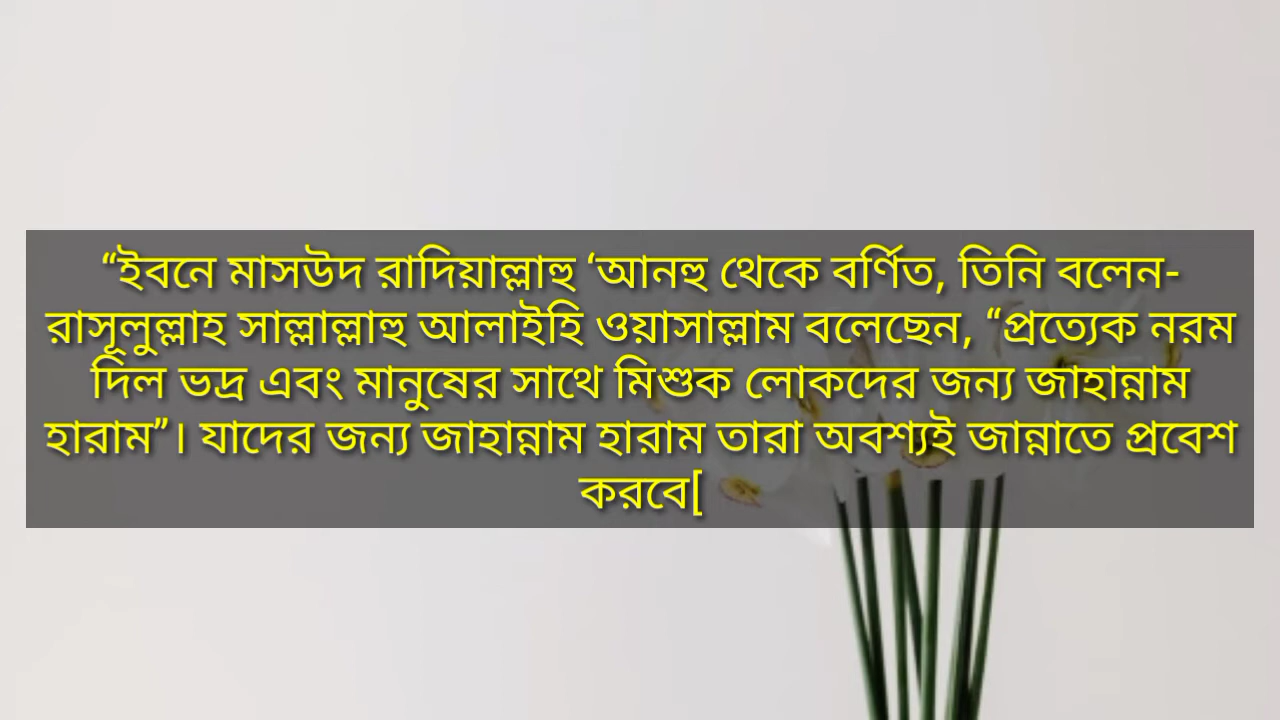 “ইবনে মাসউদ রাদিয়াল্লাহু ‘আনহু থেকে বর্ণিত, তিনি বলেন-
রাসূলুল্লাহ সাল্লাল্লাহু আলাইহি ওয়াসাল্লাম বলেছেন, “প্রত্যেক নরম
দিল ভদ্র এবং মানুষের সাথে মিশুক লোকদের জন্য জাহান্নাম
হারাম”। যাদের জন্য জাহান্নাম হারাম তারা অবশ্যই জান্নাতে প্রবেশ
করবে[